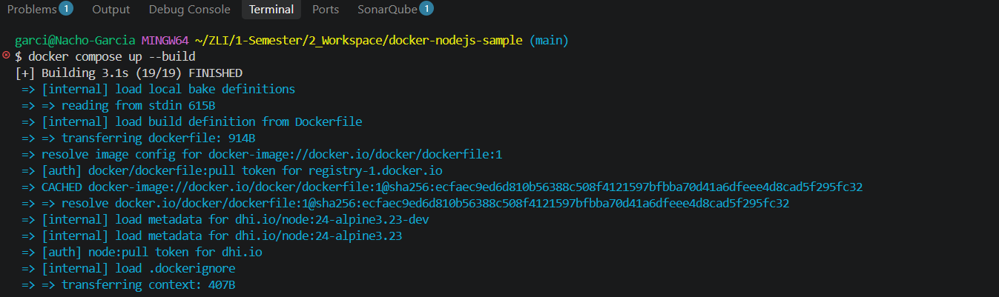 Problems 1 Output Debug Console Terminal Ports SonarQube 1
garci@Nacho-Garcia MINGW64 ~/ZLI/1-Semester/2_Workspace/docker-nodejs-sample (main)
$ docker compose up --build
[+] Building 3.1s (19/19) FINISHED
=> [internal] load local bake definitions
=> => reading from stdin 615B
=> [internal] load build definition from Dockerfile
=> => transferring dockerfile: 914B
=> resolve image config for docker-image://docker.io/docker/dockerfile:1
=> [auth] docker/dockerfile:pull token for registry-1.docker.io
=> CACHED docker-image://docker.io/docker/dockerfile:1@sha256:ecfaec9ed6d810b56388c508f4121597bfbba70d41a6dfeee4d8cad5f295fc32
=> => resolve docker.io/docker/dockerfile:1@sha256:ecfaec9ed6d810b56388c508f4121597bfbba70d41a6dfeee4d8cad5f295fc32
=> [internal] load metadata for dhi.io/node:24-alpine3.23-dev
=> [internal] load metadata for dhi.io/node:24-alpine3.23
=> [auth] node:pull token for dhi.io
=> [internal] load .dockerignore
=> => transferring context: 407B